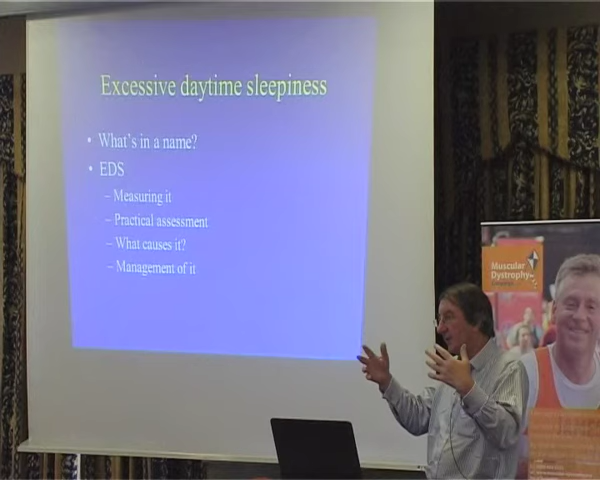 Excessive daytime sleepiness
• What's in a name?
• EDS
– Measuring it
– Practical assessment
– What causes it?
– Management of it
Muscular
Dystrophy